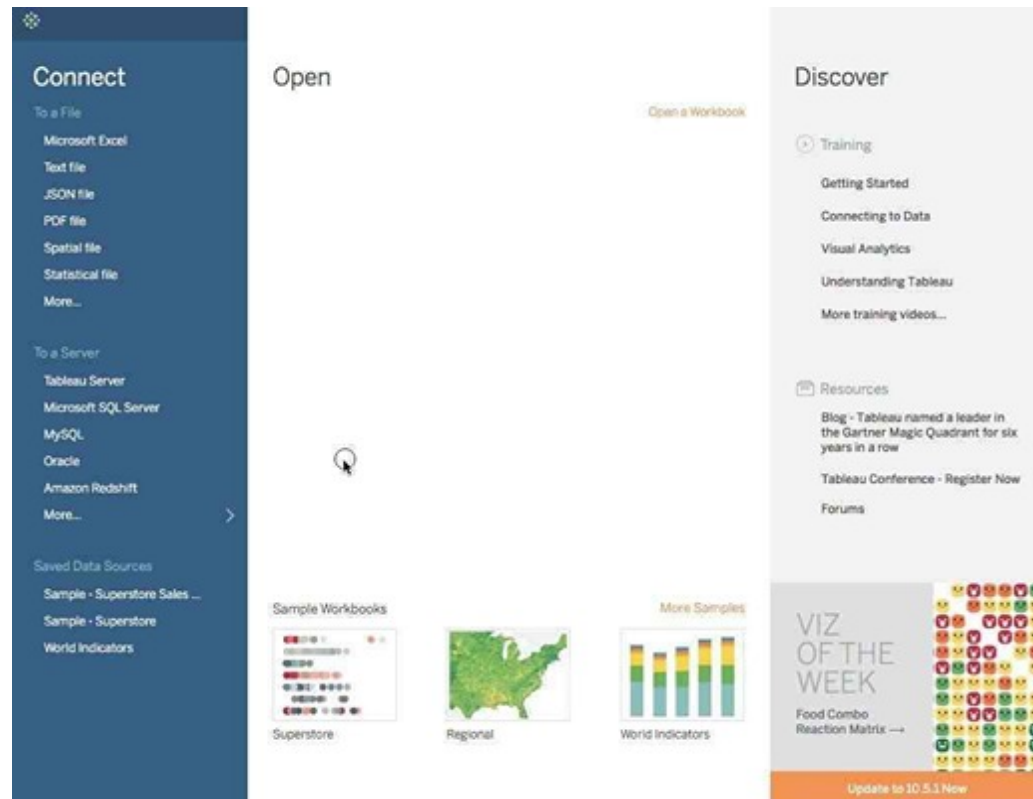 Connect
To a File
Microsoft Excel
Text file
JSON file
PDF file
Spatial file
Statistical file
More...
To a Server
Tableau Server
Microsoft SQL Server
MySQL
Oracle
Amazon Redshift
More...
Saved Data Sources
Sample - Superstore Sales ...
Sample - Superstore
World Indicators
Open
Open a Workbook
Sample Workbooks
More Samples
Superstore
Regional
World Indicators
Discover
Training
Getting Started
Connecting to Data
Visual Analytics
Understanding Tableau
More training videos...
Resources
Blog - Tableau named a leader in
the Gartner Magic Quadrant for six
years in a row
Tableau Conference - Register Now
Forums
VIZ
OF THE
WEEK
Food Combo
Reaction Matrix →
Update to 10.5.1 Now